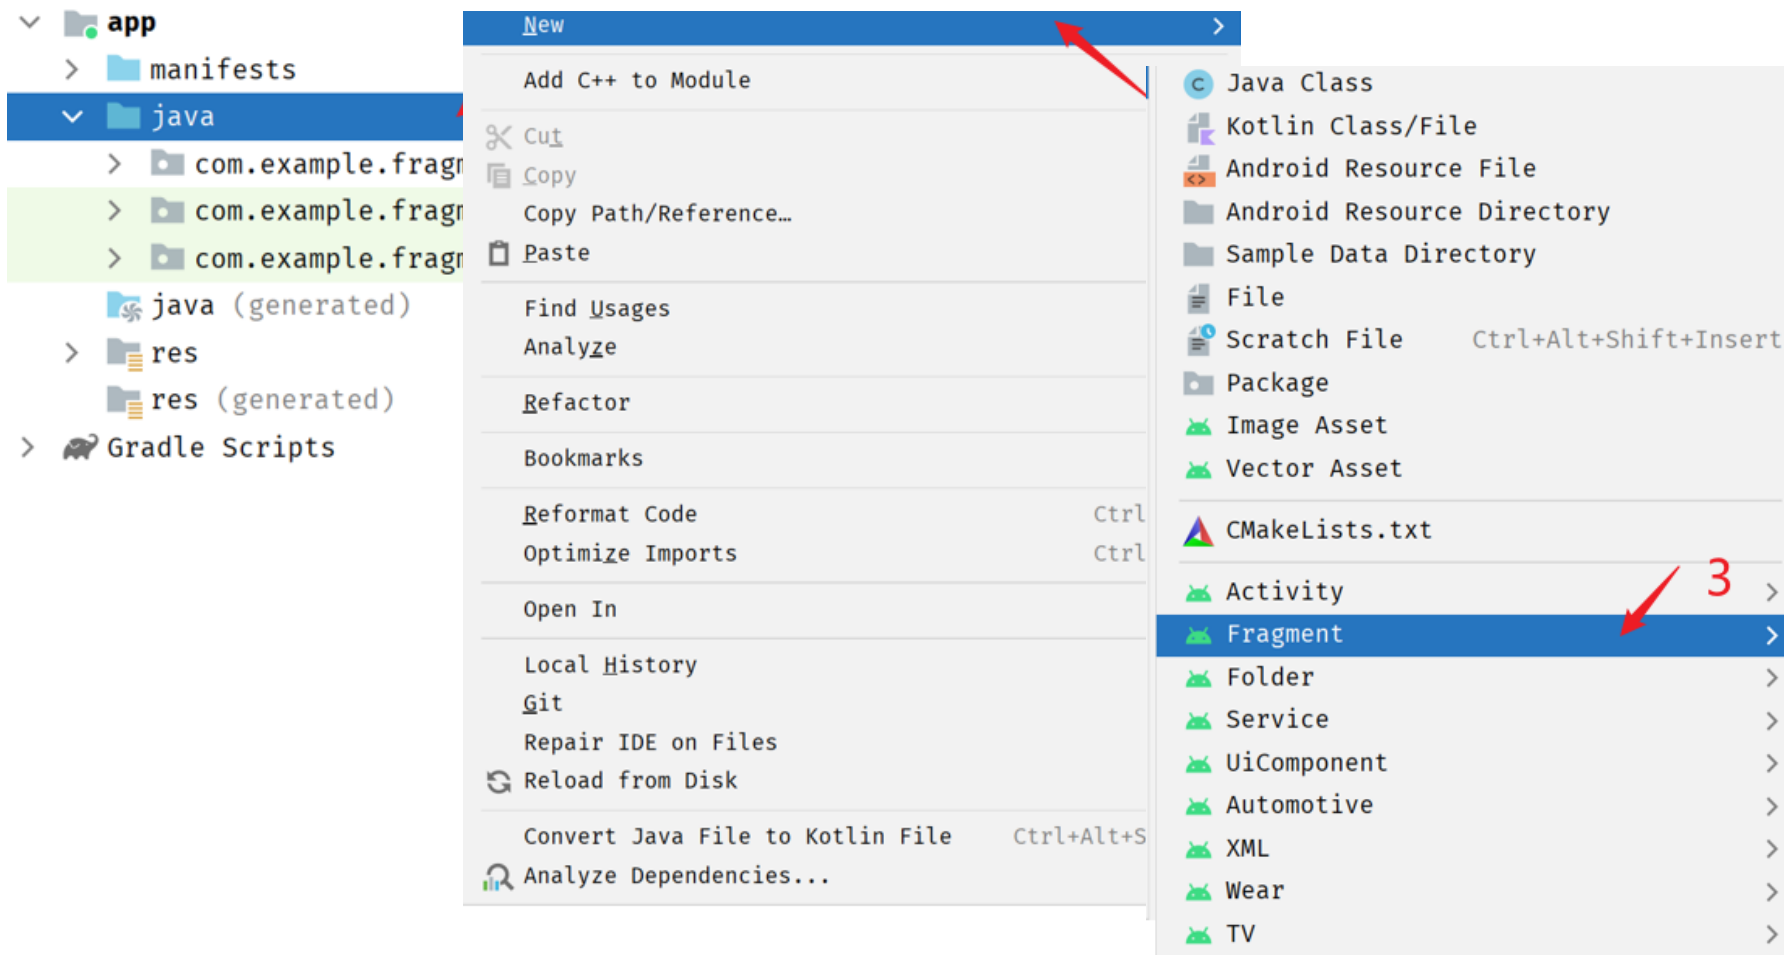 app
manifests
java
com.example.fragm
com.example.fragm
com.example.fragm
java (generated)
res
res (generated)
Gradle Scripts
New
Add C++ to Module
Cut
Copy
Copy Path/Reference…
Paste
Find Usages
Analyze
Refactor
Bookmarks
Reformat Code Ctrl
Optimize Imports Ctrl
Open In
Local History
Git
Repair IDE on Files
Reload from Disk
Convert Java File to Kotlin File Ctrl+Alt+S
Analyze Dependencies...
Java Class
Kotlin Class/File
Android Resource File
Android Resource Directory
Sample Data Directory
File
Scratch File Ctrl+Alt+Shift+Insert
Package
Image Asset
Vector Asset
CMakeLists.txt
3
Activity
Fragment
Folder
Service
UiComponent
Automotive
XML
Wear
TV